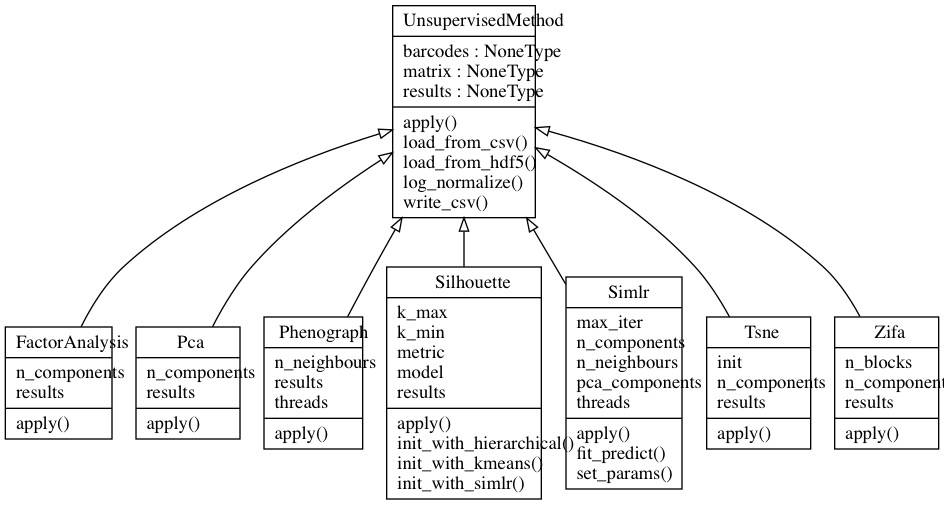 UnsupervisedMethod
barcodes : NoneType
matrix : NoneType
results : NoneType
apply()
load_from_csv()
load_from_hdf5()
log_normalize()
write_csv()
FactorAnalysis
n_components
results
apply()
Pca
n_components
results
apply()
Phenograph
n_neighbours
results
threads
apply()
Silhouette
k_max
k_min
metric
model
results
apply()
init_with_hierarchical()
init_with_kmeans()
init_with_simlr()
Simlr
max_iter
n_components
n_neighbours
pca_components
threads
apply()
fit_predict()
set_params()
Tsne
init
n_components
results
apply()
Zifa
n_blocks
n_component
results
apply()